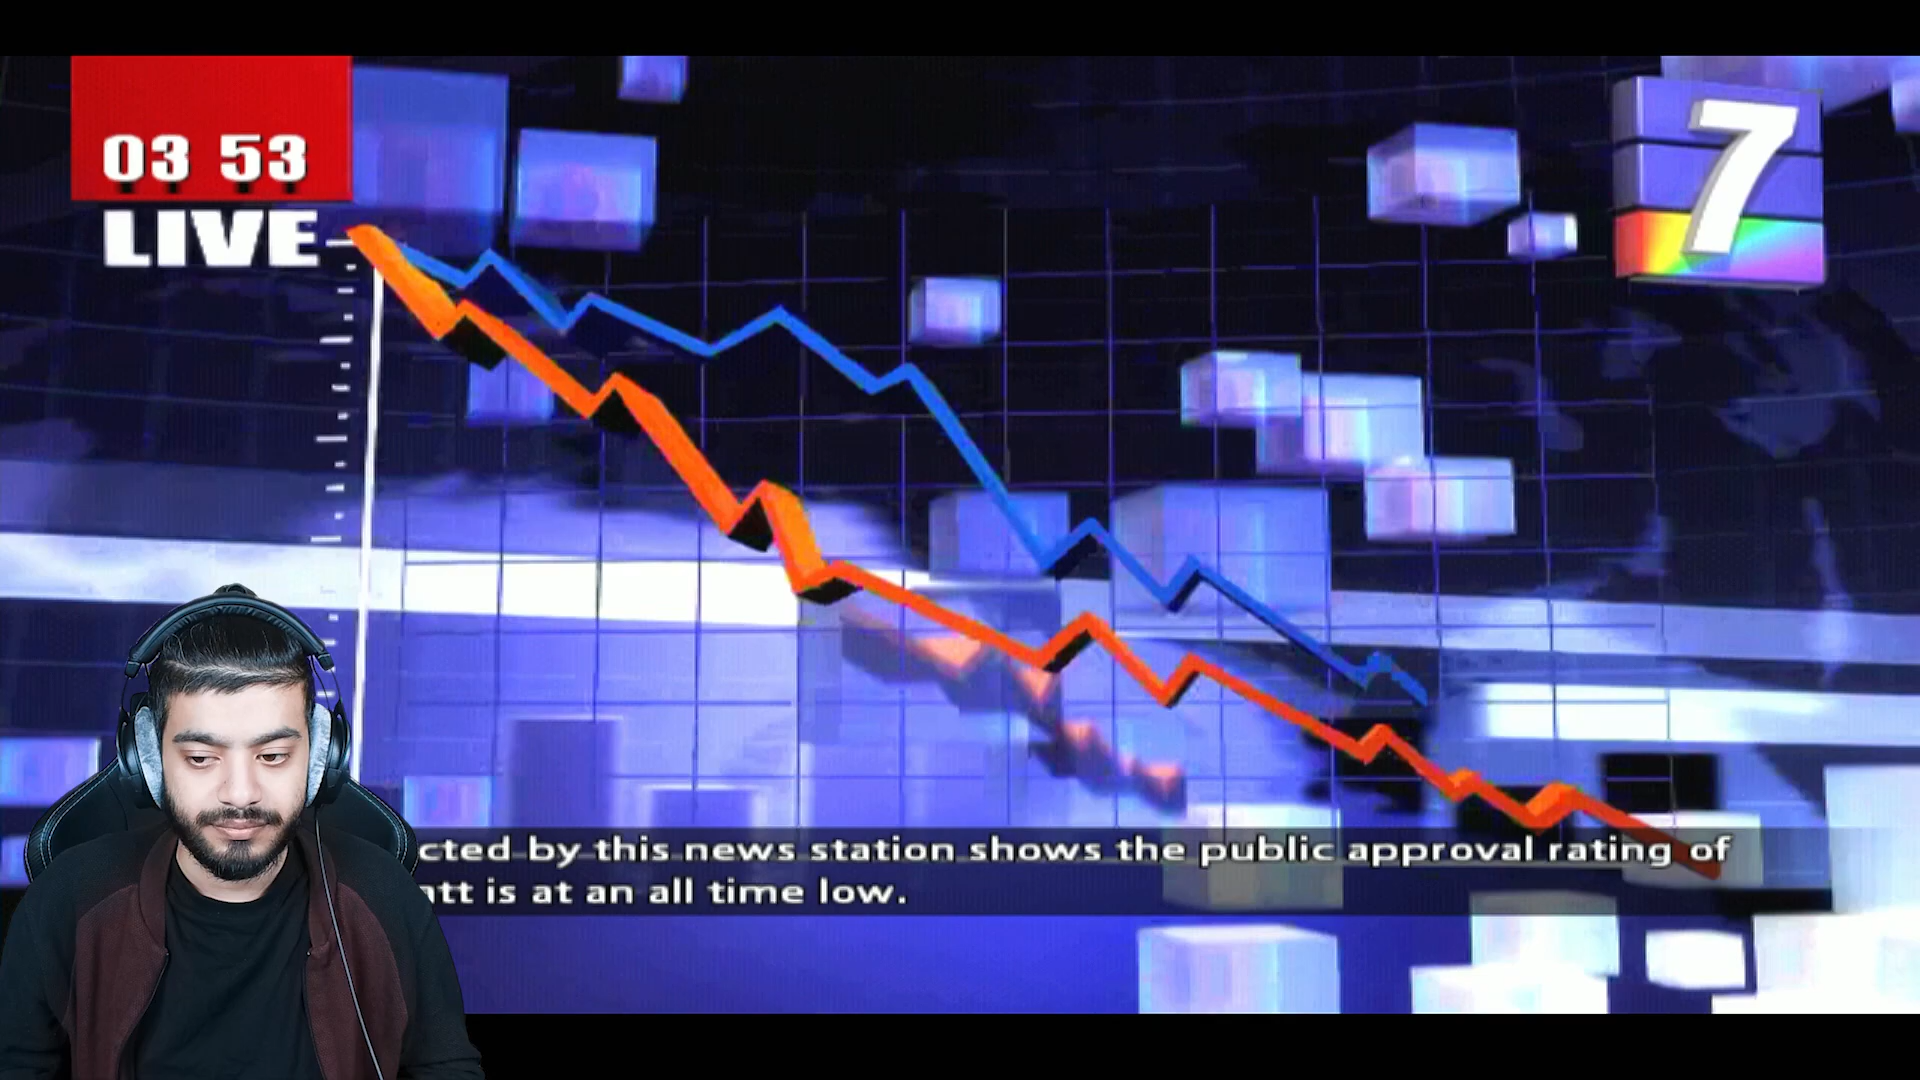 03 53
LIVE
7
cted by this news station shows the public approval rating of
tt is at an all time low.